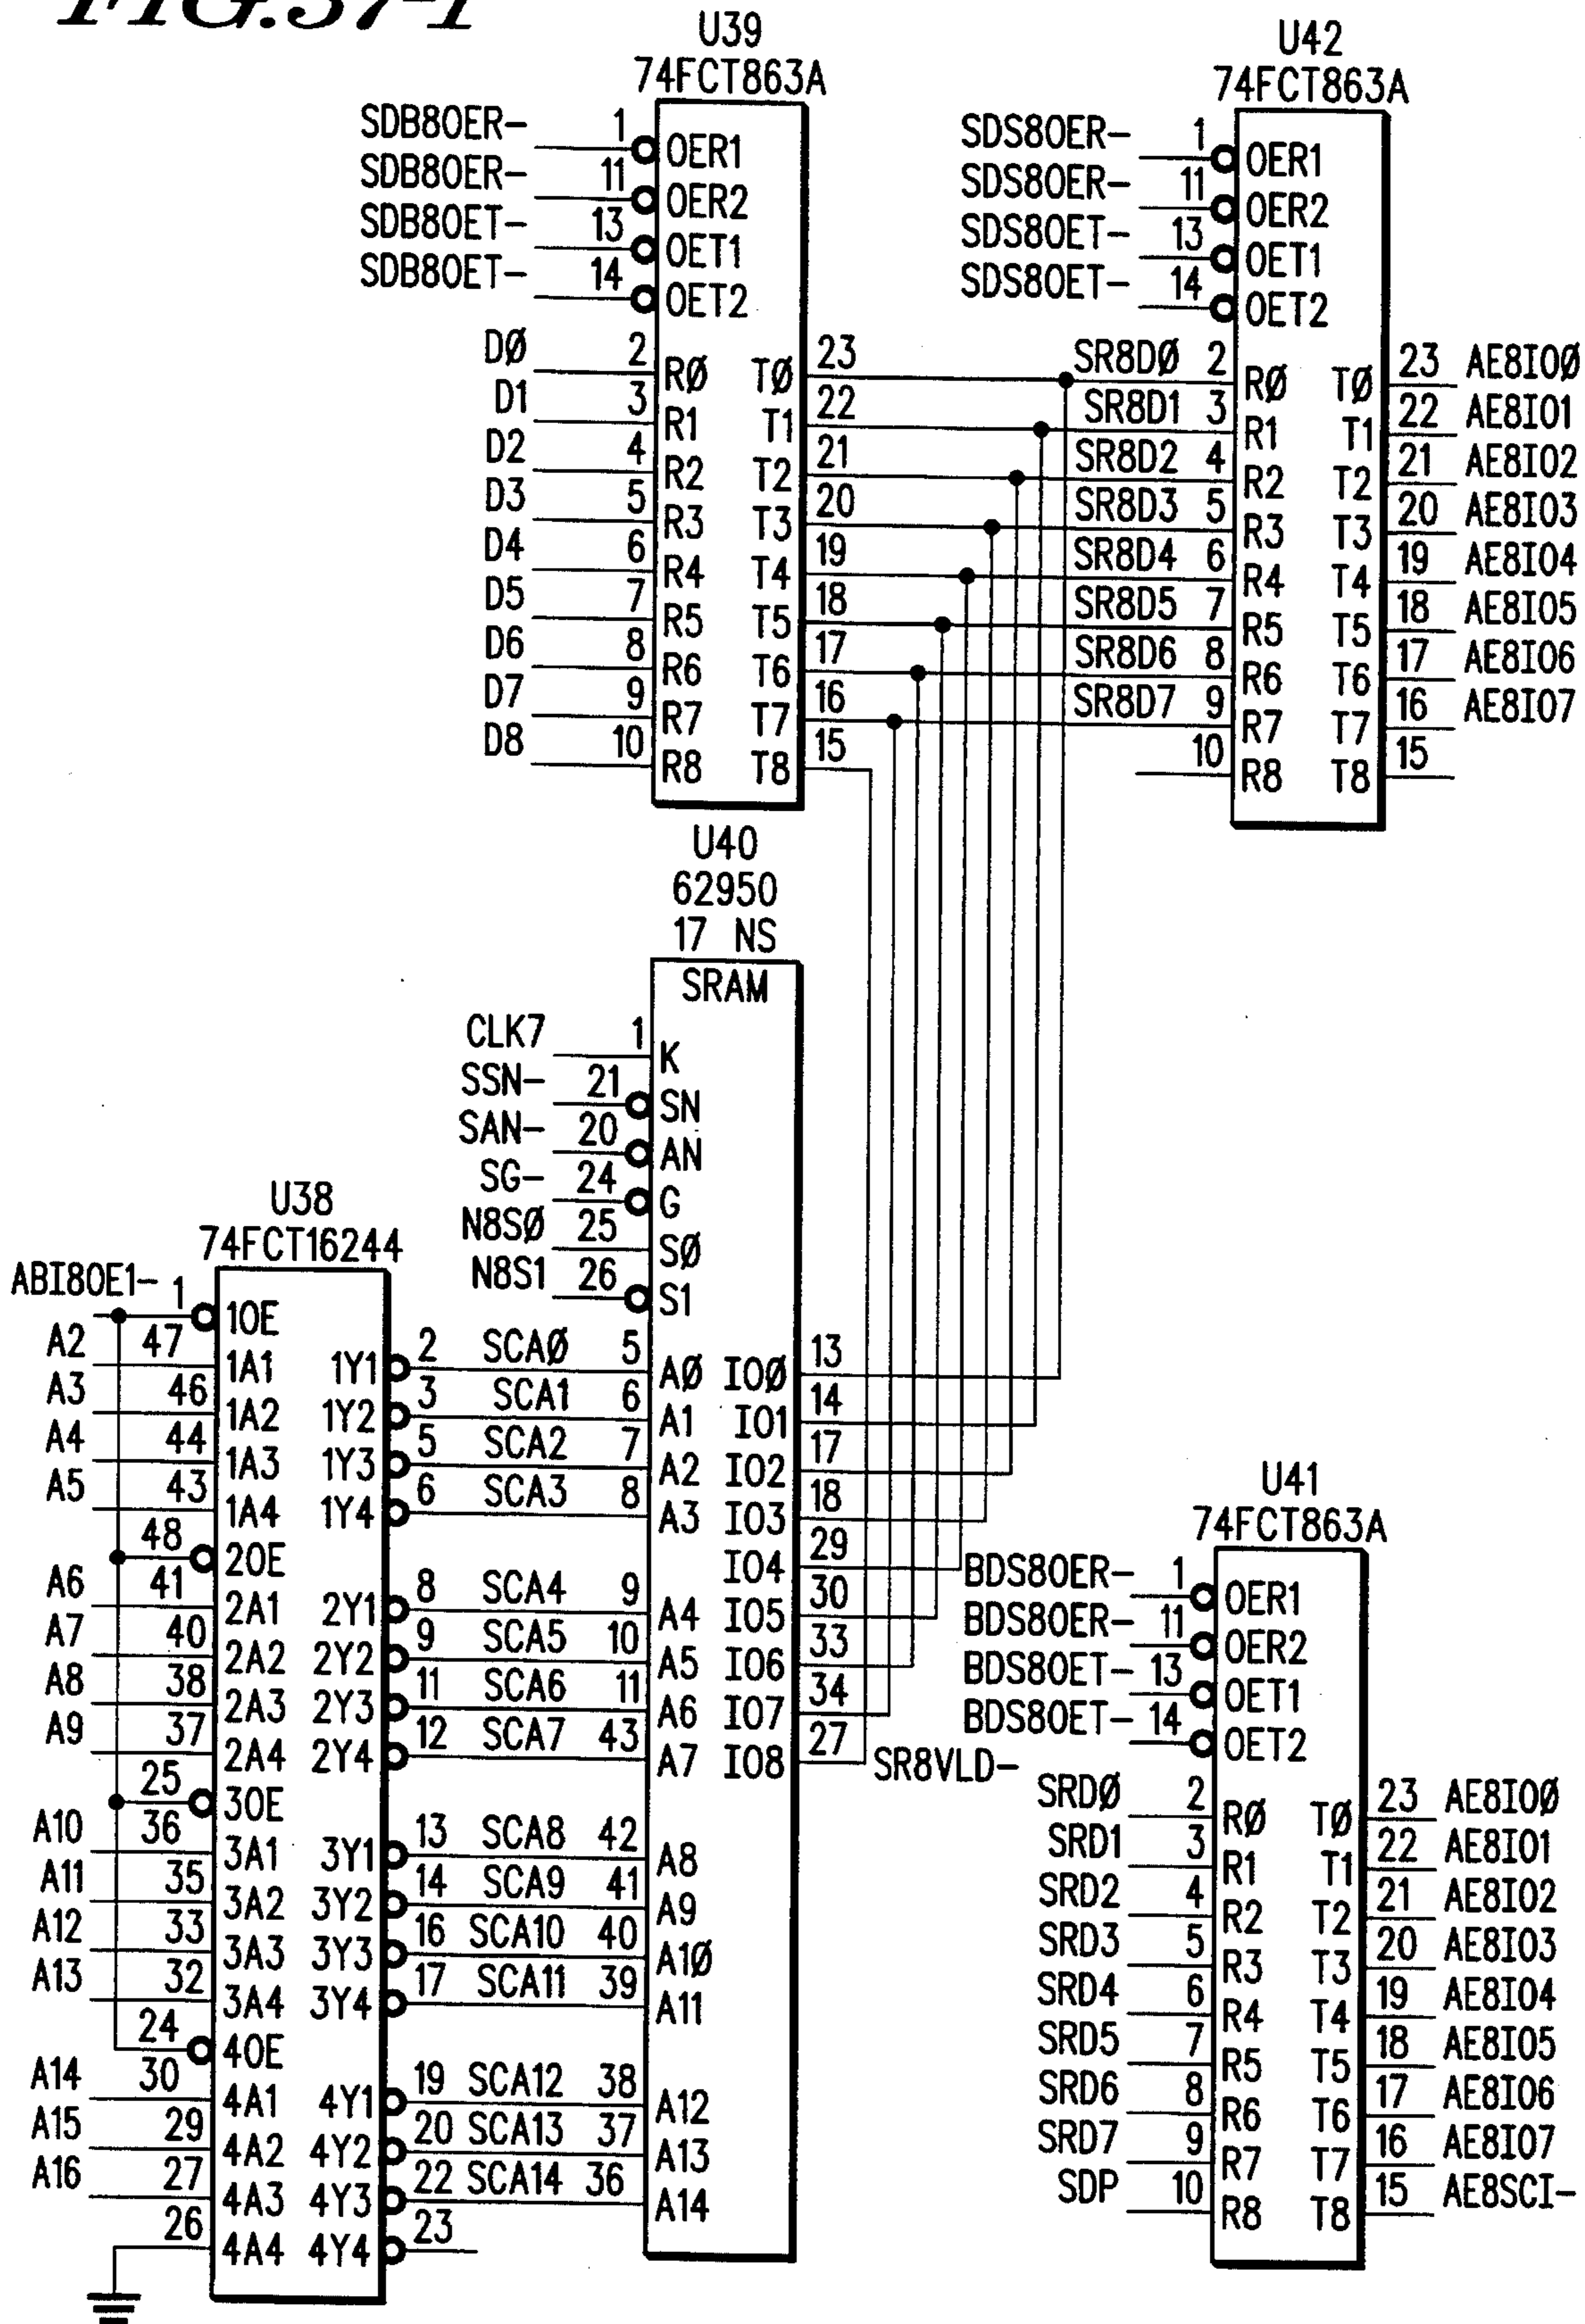 FIG.37-1
U39
74FCT863A
SDB8OER- 1 OER1
SDB8OER- 11 OER2
SDB8OET- 13 OET1
SDB8OET- 14 OET2
DØ 2 RØ TØ 23
D1 3 R1 T1 22
D2 4 R2 T2 21
D3 5 R3 T3 20
D4 6 R4 T4 19
D5 7 R5 T5 18
D6 8 R6 T6 17
D7 9 R7 T7 16
D8 10 R8 T8 15
U42
74FCT863A
SDS8OER- 1 OER1
SDS8OER- 11 OER2
SDS8OET- 13 OET1
SDS8OET- 14 OET2
SR8DØ 2 RØ TØ 23 AE8IOØ
SR8D1 3 R1 T1 22 AE8IO1
SR8D2 4 R2 T2 21 AE8IO2
SR8D3 5 R3 T3 20 AE8IO3
SR8D4 6 R4 T4 19 AE8IO4
SR8D5 7 R5 T5 18 AE8IO5
SR8D6 8 R6 T6 17 AE8IO6
SR8D7 9 R7 T7 16 AE8IO7
10 R8 T8 15
U40
62950
17 NS
SRAM
CLK7 1 K
SSN- 21 SN
SAN- 20 AN
SG- 24 G
N8SØ 25 SØ
N8S1 26 S1
SCAØ 5 AØ IOØ 13
SCA1 6 A1 IO1 14
SCA2 7 A2 IO2 17
SCA3 8 A3 IO3 18
IO4 29
SCA4 9 A4 IO5 30
SCA5 10 A5 IO6 33
SCA6 11 A6 IO7 34
SCA7 43 A7 IO8 27 SR8VLD-
SCA8 42 A8
SCA9 41 A9
SCA10 40 A1Ø
SCA11 39 A11
SCA12 38 A12
SCA13 37 A13
SCA14 36 A14
U38
74FCT16244
ABI8OE1- 1 1OE
A2 47 1A1 1Y1 2
A3 46 1A2 1Y2 3
A4 44 1A3 1Y3 5
A5 43 1A4 1Y4 6
48 2OE
A6 41 2A1 2Y1 8
A7 40 2A2 2Y2 9
A8 38 2A3 2Y3 11
A9 37 2A4 2Y4 12
25 3OE
A10 36 3A1 3Y1 13
A11 35 3A2 3Y2 14
A12 33 3A3 3Y3 16
A13 32 3A4 3Y4 17
24 4OE
A14 30 4A1 4Y1 19
A15 29 4A2 4Y2 20
A16 27 4A3 4Y3 22
26 4A4 4Y4 23
U41
74FCT863A
BDS8OER- 1 OER1
BDS8OER- 11 OER2
BDS8OET- 13 OET1
BDS8OET- 14 OET2
SRDØ 2 RØ TØ 23 AE8IOØ
SRD1 3 R1 T1 22 AE8IO1
SRD2 4 R2 T2 21 AE8IO2
SRD3 5 R3 T3 20 AE8IO3
SRD4 6 R4 T4 19 AE8IO4
SRD5 7 R5 T5 18 AE8IO5
SRD6 8 R6 T6 17 AE8IO6
SRD7 9 R7 T7 16 AE8IO7
SDP 10 R8 T8 15 AE8SCI-